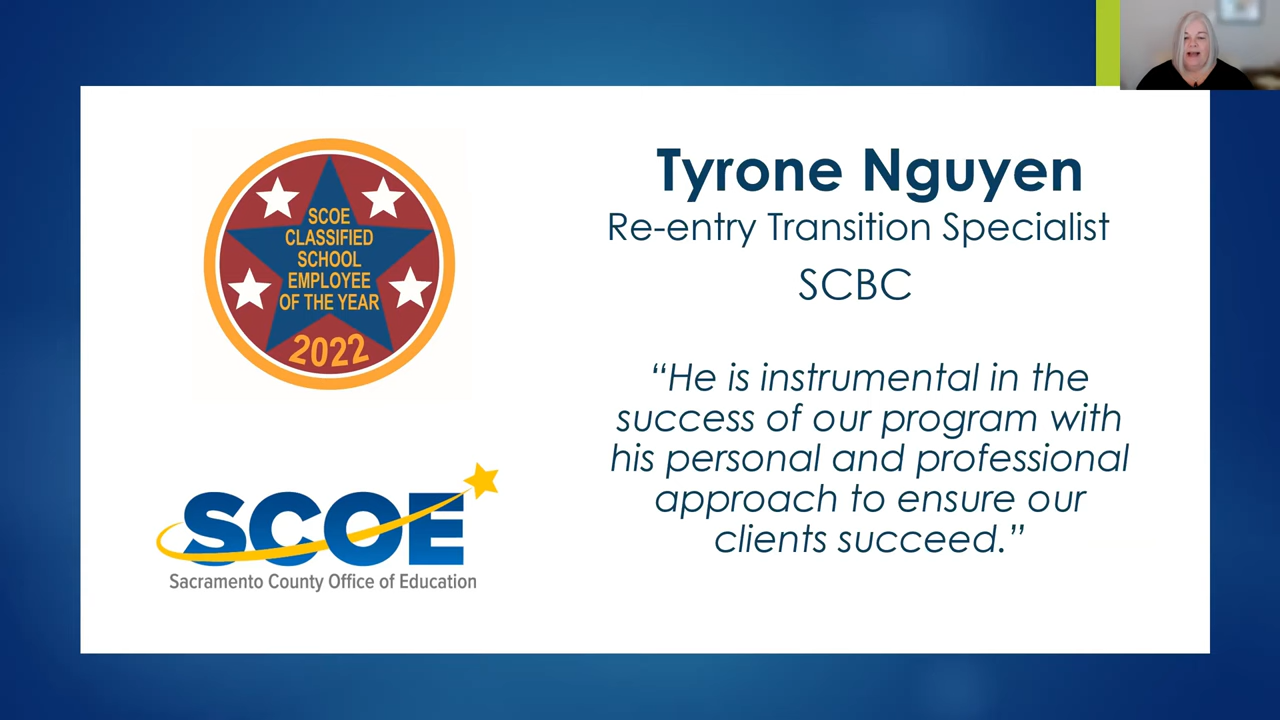 SCOE
CLASSIFIED
SCHOOL
EMPLOYEE
OF THE YEAR
2022
SCOE
Sacramento County Office of Education
Tyrone Nguyen
Re-entry Transition Specialist
SCBC
“He is instrumental in the
success of our program with
his personal and professional
approach to ensure our
clients succeed.”